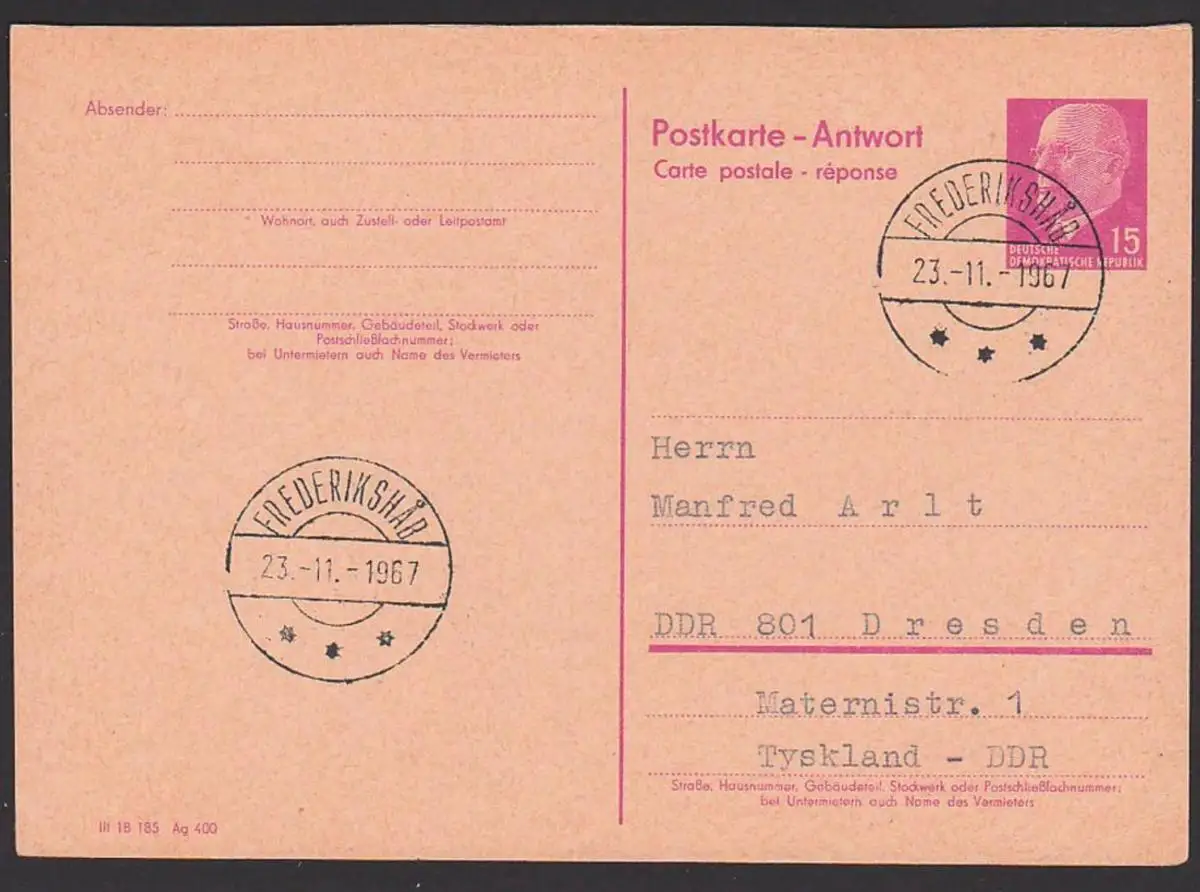 Absender:
Wohnort, auch Zustell- oder Leitpostamt
Straße, Hausnummer, Gebäudeteil, Stockwerk oder
Postschließfachnummer;
bei Untermietern auch Name des Vermieters
FREDERIKSHÅB
23.-11.-1967
III 1B 185 Ag 400
Postkarte – Antwort
Carte postale - réponse
15
DEUTSCHE
DEMOKRATISCHE REPUBLIK
FREDERIKSHÅB
23.-11.-1967
Herrn
Manfred A r l t
DDR 801 D r e s d e n
Maternistr. 1
Tyskland - DDR
Straße, Hausnummer, Gebäudeteil, Stockwerk oder Postschließfachnummer;
bei Untermietern auch Name des Vermieters